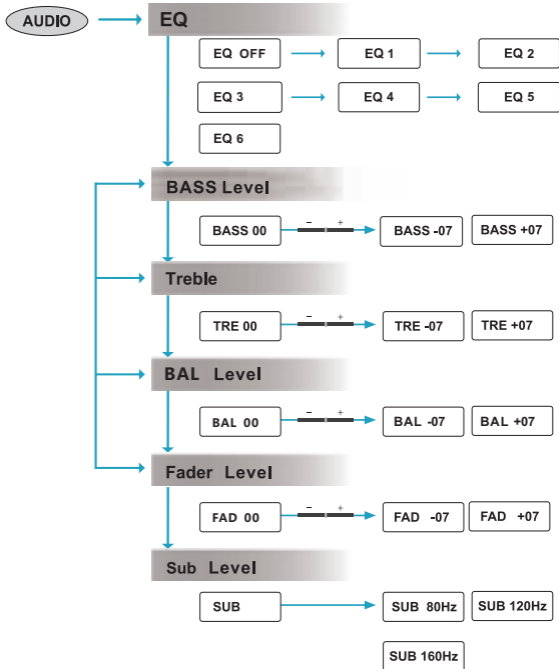 AUDIO
EQ
EQ OFF
EQ 1
EQ 2
EQ 3
EQ 4
EQ 5
EQ 6
BASS Level
BASS 00
- +
BASS -07
BASS +07
Treble
TRE 00
- +
TRE -07
TRE +07
BAL Level
BAL 00
- +
BAL -07
BAL +07
Fader Level
FAD 00
- +
FAD -07
FAD +07
Sub Level
SUB
SUB 80Hz
SUB 120Hz
SUB 160Hz